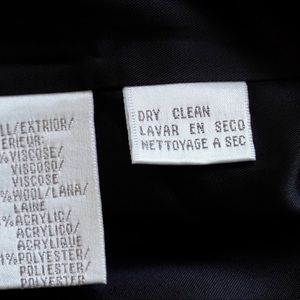 LL/EXTRIOR/
ERIEUR:
%VISCOSE/
VISCOSO/
VISCOSE
%WOOL/LANA/
LAINE
%ACRYLIC/
ACRYLICO/
ACRYLIQUE
1%POLYESTER/
POLIESTER/
POLYESTER
DRY CLEAN
LAVAR EN SECO
NETTOYAGE A SEC